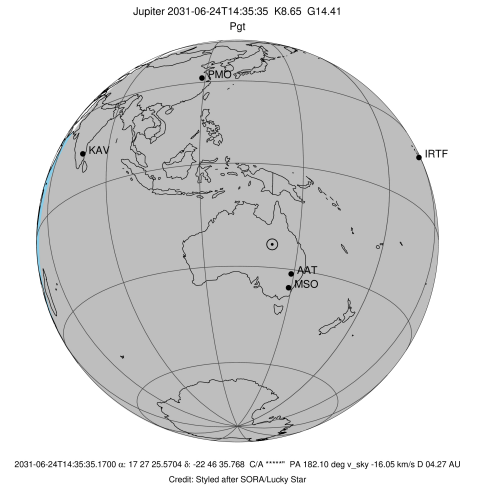 Jupiter 2031-06-24T14:35:35 K8.65 G14.41
Pgt
PMO
KAV
IRTF
AAT
MSO
2031-06-24T14:35:35.1700 α: 17 27 25.5704 δ: -22 46 35.768 C/A *****" PA 182.10 deg v_sky -16.05 km/s D 04.27 AU
Credit: Styled after SORA/Lucky Star